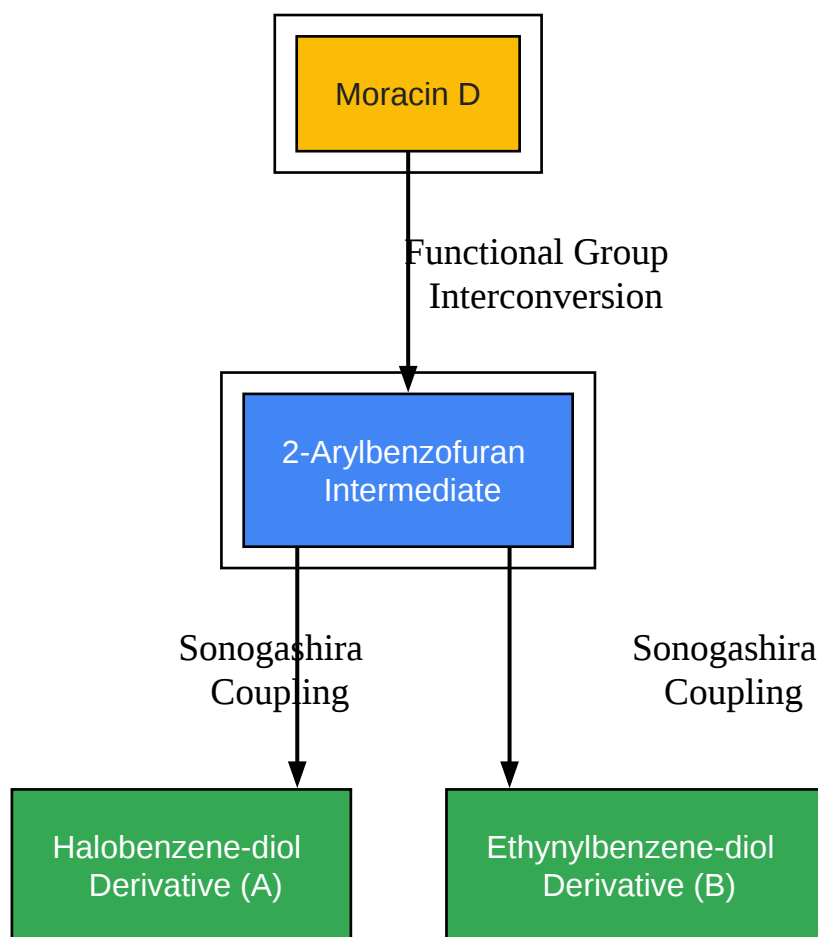 Moracin D
Functional Group
Interconversion
2-Arylbenzofuran
Intermediate
Sonogashira
Coupling
Sonogashira
Coupling
Halobenzene-diol
Derivative (A)
Ethynylbenzene-diol
Derivative (B)